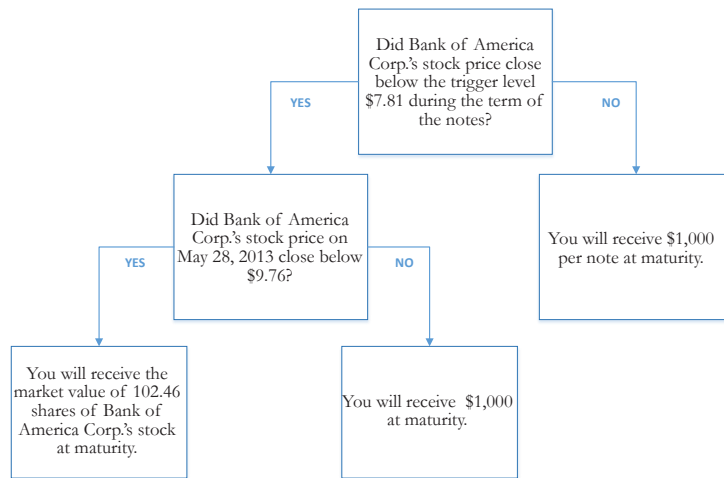 Did Bank of America
Corp.'s stock price close
below the trigger level
$7.81 during the term of
the notes?
YES
NO
Did Bank of America
Corp.'s stock price on
May 28, 2013 close below
$9.76?
You will receive $1,000
per note at maturity.
YES
NO
You will receive the
market value of 102.46
shares of Bank of
America Corp.'s stock
at maturity.
You will receive $1,000
at maturity.